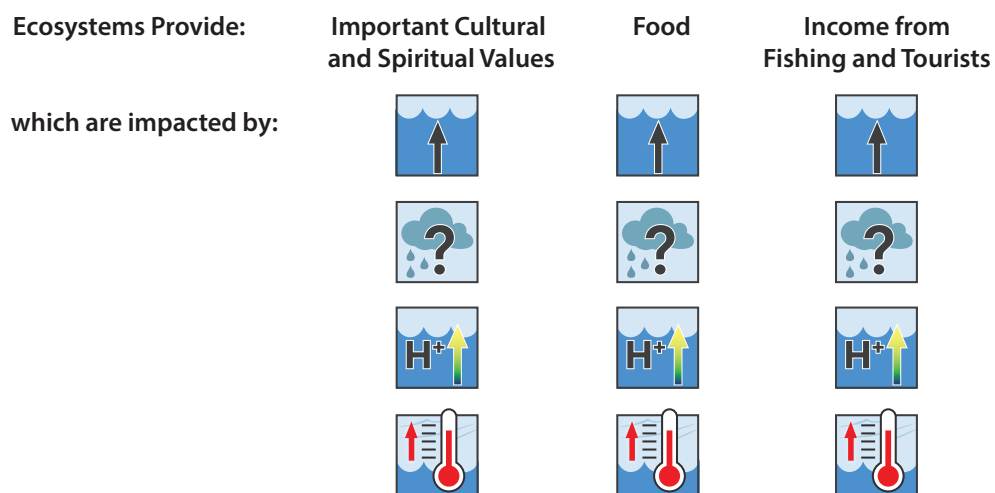 Ecosystems Provide:
Important Cultural
and Spiritual Values
Food
Income from
Fishing and Tourists
which are impacted by:
?
?
?
H+
H+
H+